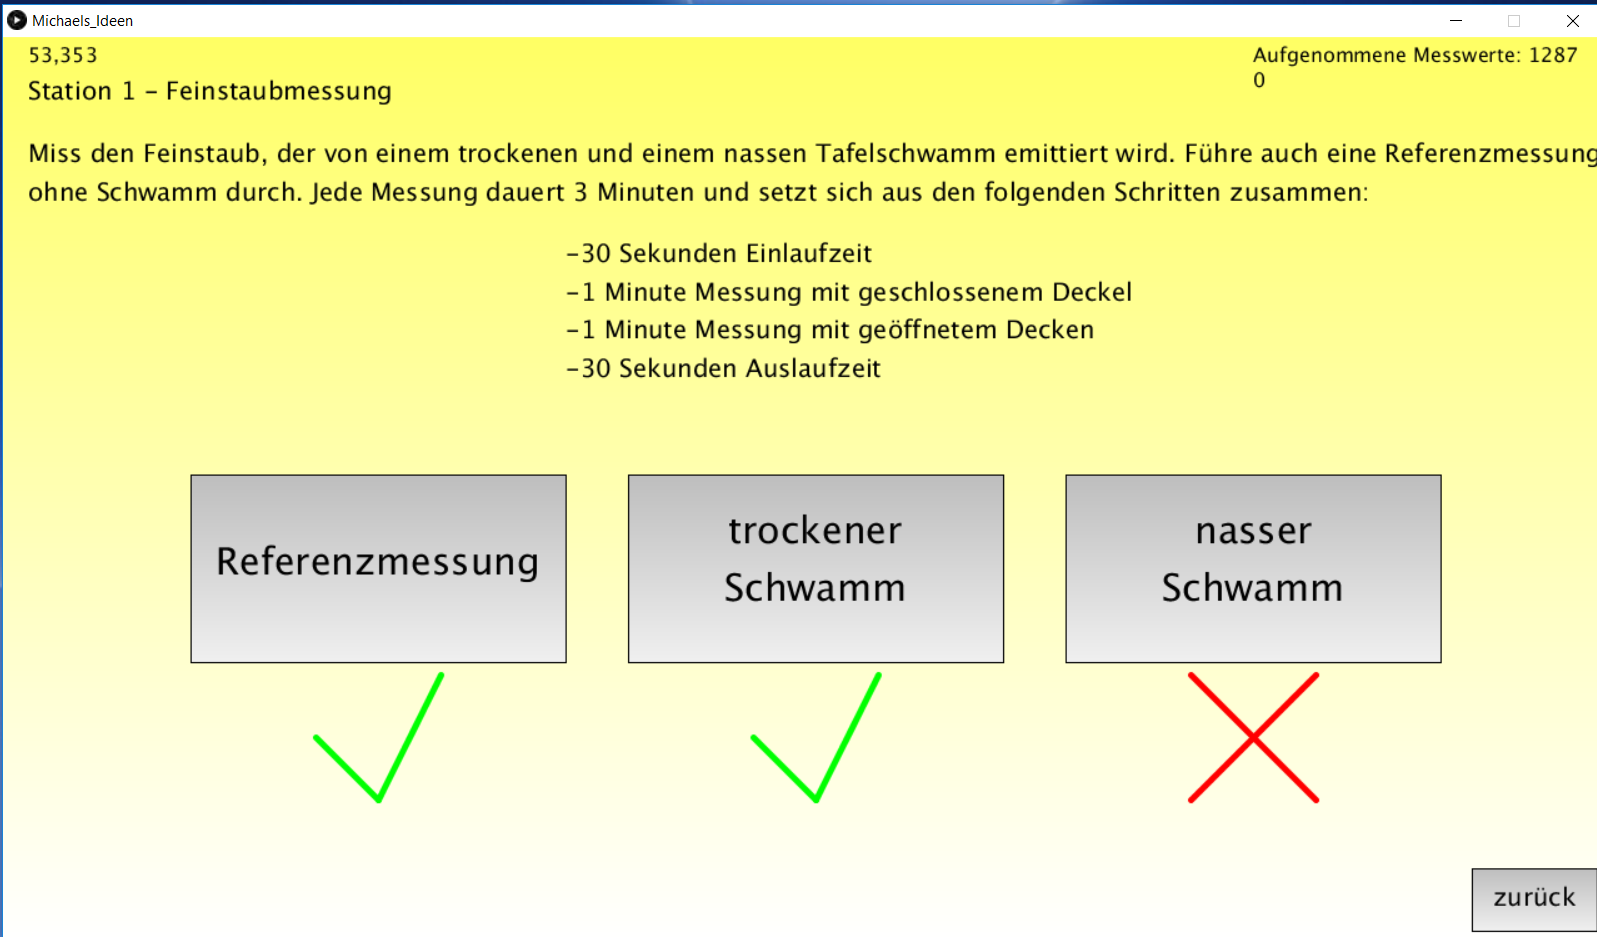 Michaels_Ideen
53,353
Aufgenommene Messwerte: 1287
0
Station 1 – Feinstaubmessung
Miss den Feinstaub, der von einem trockenen und einem nassen Tafelschwamm emittiert wird. Führe auch eine Referenzmessung
ohne Schwamm durch. Jede Messung dauert 3 Minuten und setzt sich aus den folgenden Schritten zusammen:
–30 Sekunden Einlaufzeit
–1 Minute Messung mit geschlossenem Deckel
–1 Minute Messung mit geöffnetem Decken
–30 Sekunden Auslaufzeit
Referenzmessung
trockener
Schwamm
nasser
Schwamm
zurück